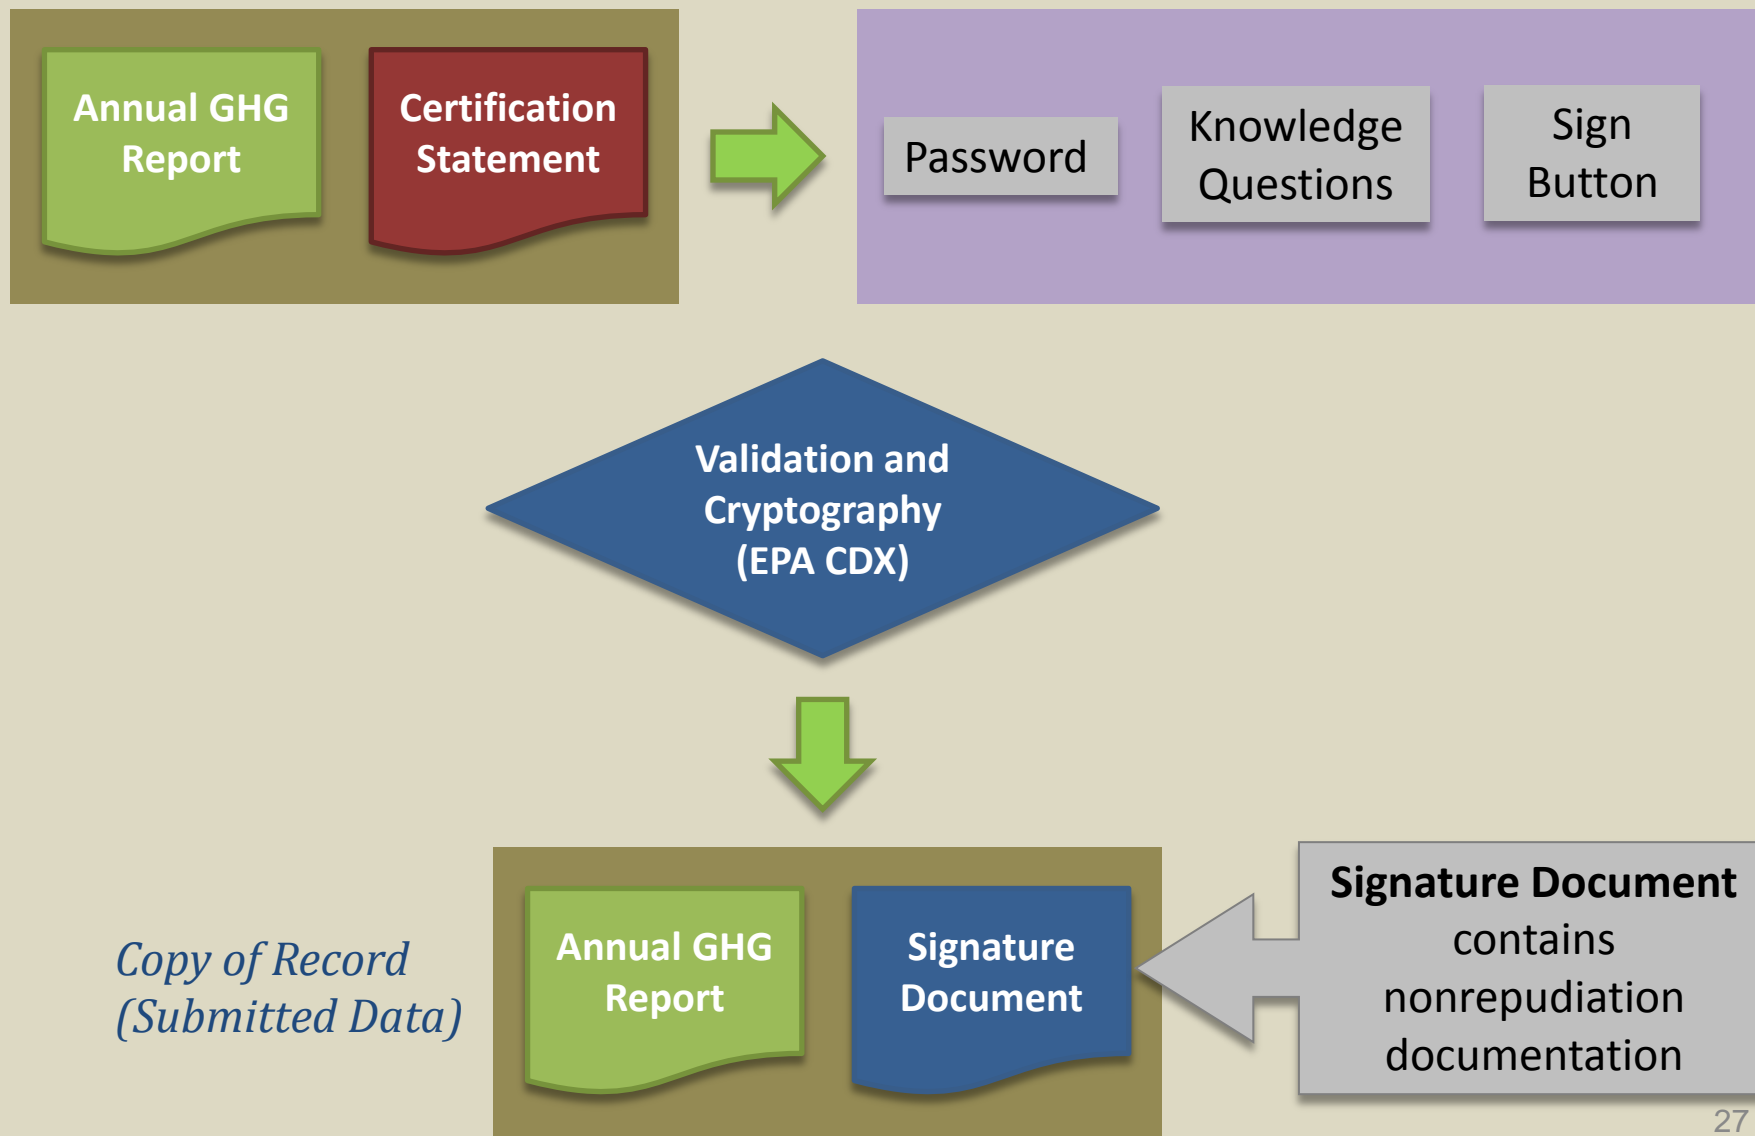 Annual GHG
Report
Certification
Statement
Password
Knowledge
Questions
Sign
Button
Validation and
Cryptography
(EPA CDX)
Copy of Record
(Submitted Data)
Annual GHG
Report
Signature
Document
Signature Document
contains
nonrepudiation
documentation
27